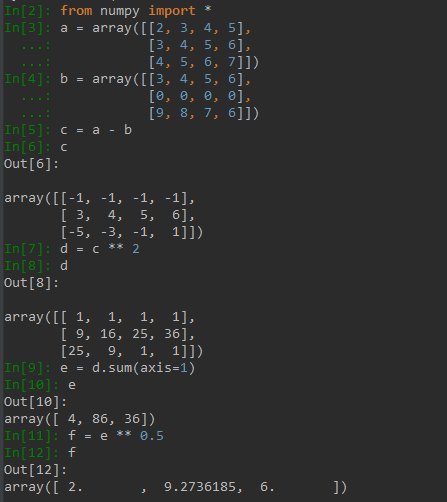 In[2]: from numpy import *
In[3]: a = array([[2, 3, 4, 5],
  ...:            [3, 4, 5, 6],
  ...:            [4, 5, 6, 7]])
In[4]: b = array([[3, 4, 5, 6],
  ...:            [0, 0, 0, 0],
  ...:            [9, 8, 7, 6]])
In[5]: c = a - b
In[6]: c
Out[6]:
array([[-1, -1, -1, -1],
       [ 3,  4,  5,  6],
       [-5, -3, -1,  1]])
In[7]: d = c ** 2
In[8]: d
Out[8]:
array([[ 1,  1,  1,  1],
       [ 9, 16, 25, 36],
       [25,  9,  1,  1]])
In[9]: e = d.sum(axis=1)
In[10]: e
Out[10]:
array([ 4, 86, 36])
In[11]: f = e ** 0.5
In[12]: f
Out[12]:
array([ 2.       ,  9.2736185,  6.       ])